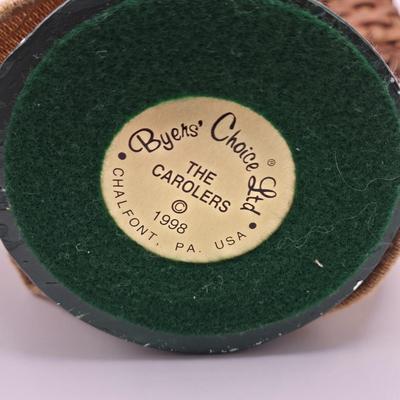 Byers' Choice Ltd ®
THE
CAROLERS
©
1998
• CHALFONT, PA. USA •